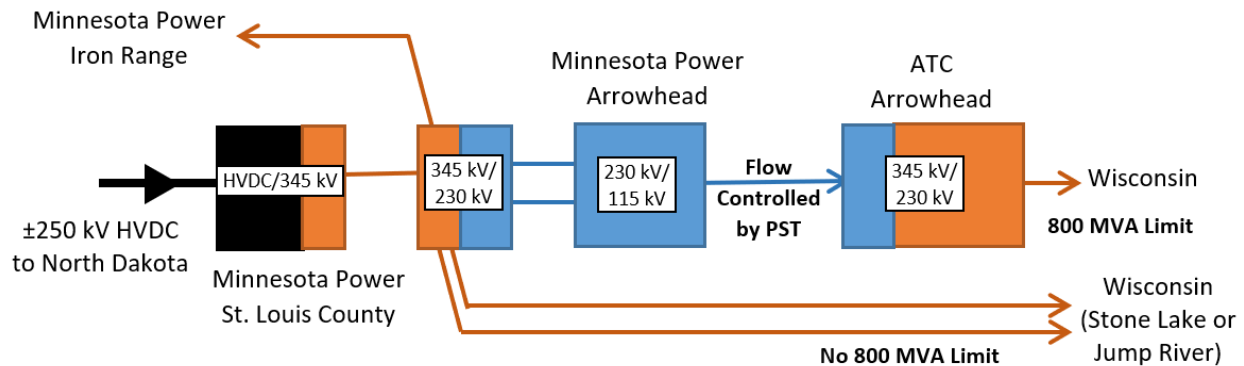 Minnesota Power
Iron Range
Minnesota Power
Arrowhead
ATC
Arrowhead
HVDC/345 kV
345 kV/
230 kV
230 kV/
115 kV
Flow
Controlled
by PST
345 kV/
230 kV
Wisconsin
800 MVA Limit
±250 kV HVDC
to North Dakota
Minnesota Power
St. Louis County
Wisconsin
(Stone Lake or
Jump River)
No 800 MVA Limit